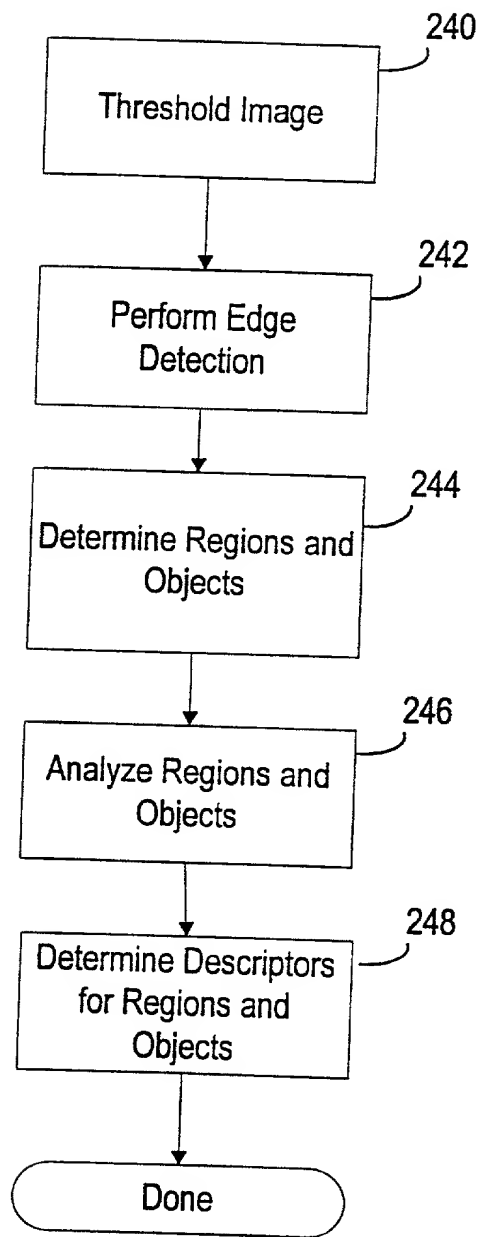 240
Threshold Image
242
Perform Edge
Detection
244
Determine Regions and
Objects
246
Analyze Regions and
Objects
248
Determine Descriptors
for Regions and
Objects
Done